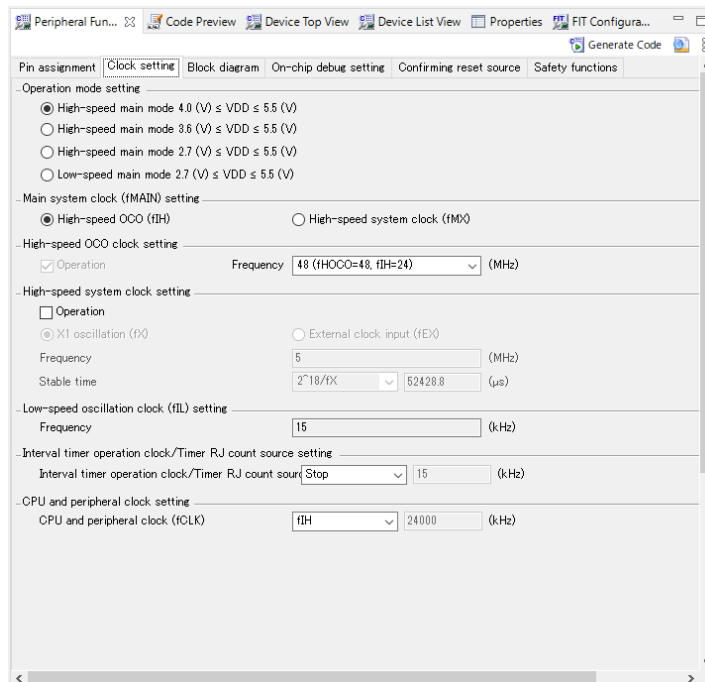 Peripheral Fun... Code Preview Device Top View Device List View Properties FIT Configura...
Generate Code
Pin assignment Clock setting Block diagram On-chip debug setting Confirming reset source Safety functions
Operation mode setting
High-speed main mode 4.0 (V) ≤ VDD ≤ 5.5 (V)
High-speed main mode 3.6 (V) ≤ VDD ≤ 5.5 (V)
High-speed main mode 2.7 (V) ≤ VDD ≤ 5.5 (V)
Low-speed main mode 2.7 (V) ≤ VDD ≤ 5.5 (V)
Main system clock (fMAIN) setting
High-speed OCO (fIH) High-speed system clock (fMX)
High-speed OCO clock setting
Operation Frequency 48 (fHOCO=48, fIH=24) (MHz)
High-speed system clock setting
Operation
X1 oscillation (fX) External clock input (fEX)
Frequency 5 (MHz)
Stable time 2^18/fX 52428.8 (μs)
Low-speed oscillation clock (fIL) setting
Frequency 15 (kHz)
Interval timer operation clock/Timer RJ count source setting
Interval timer operation clock/Timer RJ count sour Stop 15 (kHz)
CPU and peripheral clock setting
CPU and peripheral clock (fCLK) fIH 24000 (kHz)